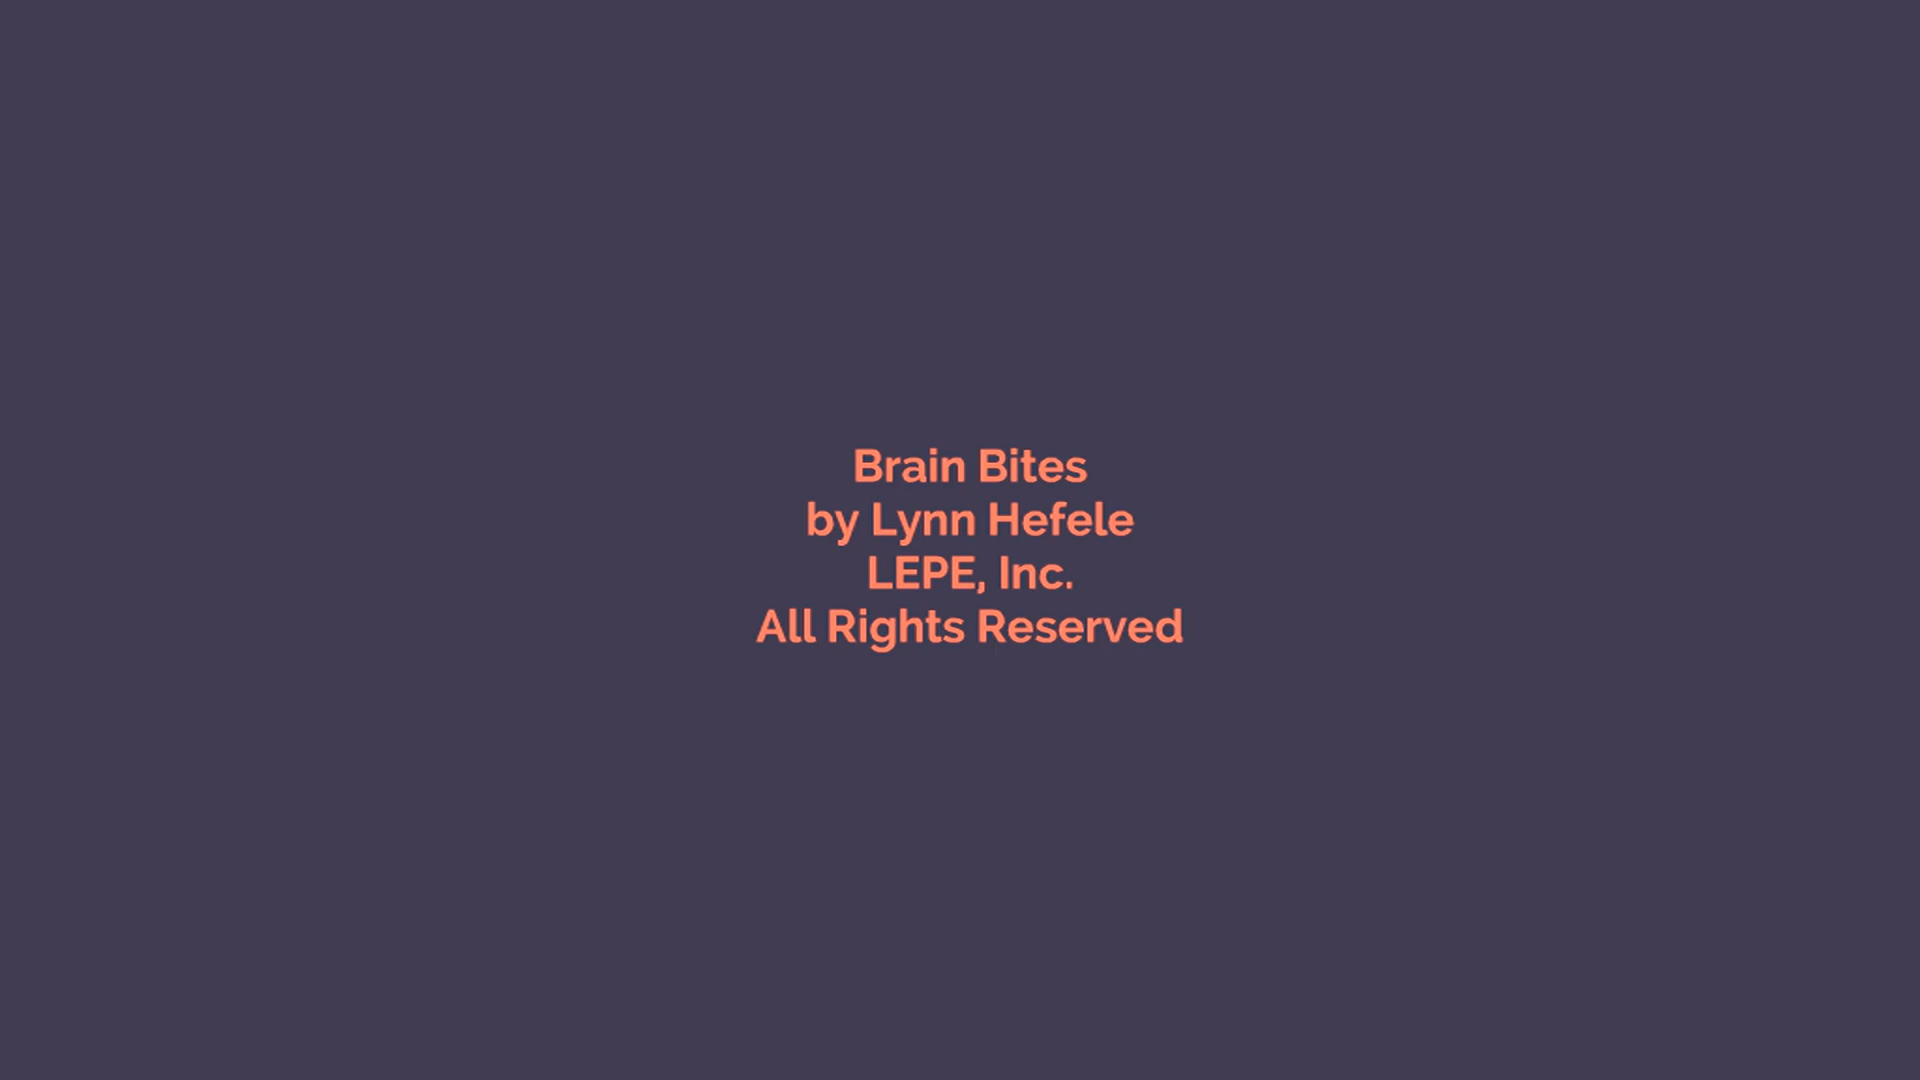 Brain Bites
by Lynn Hefele
LEPE, Inc.
All Rights Reserved